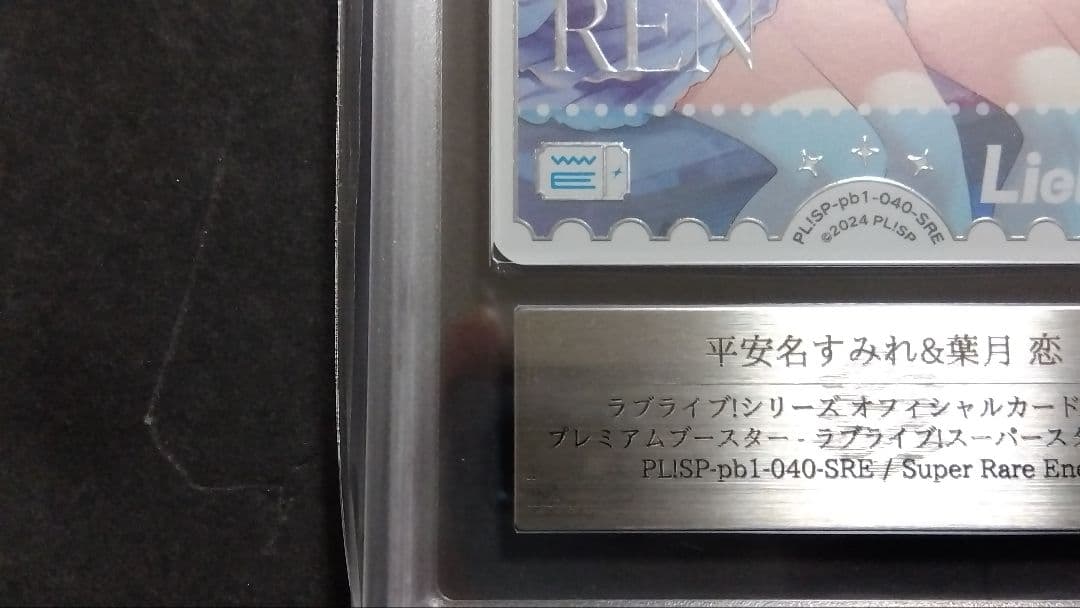 REN
Lie
PL!SP-pb1-040-SRE
©2024 PL!SP
平安名すみれ&葉月 恋
ラブライブ!シリーズ オフィシャルカード
プレミアムブースター - ラブライブ!スーパースタ
PL!SP-pb1-040-SRE / Super Rare Ene